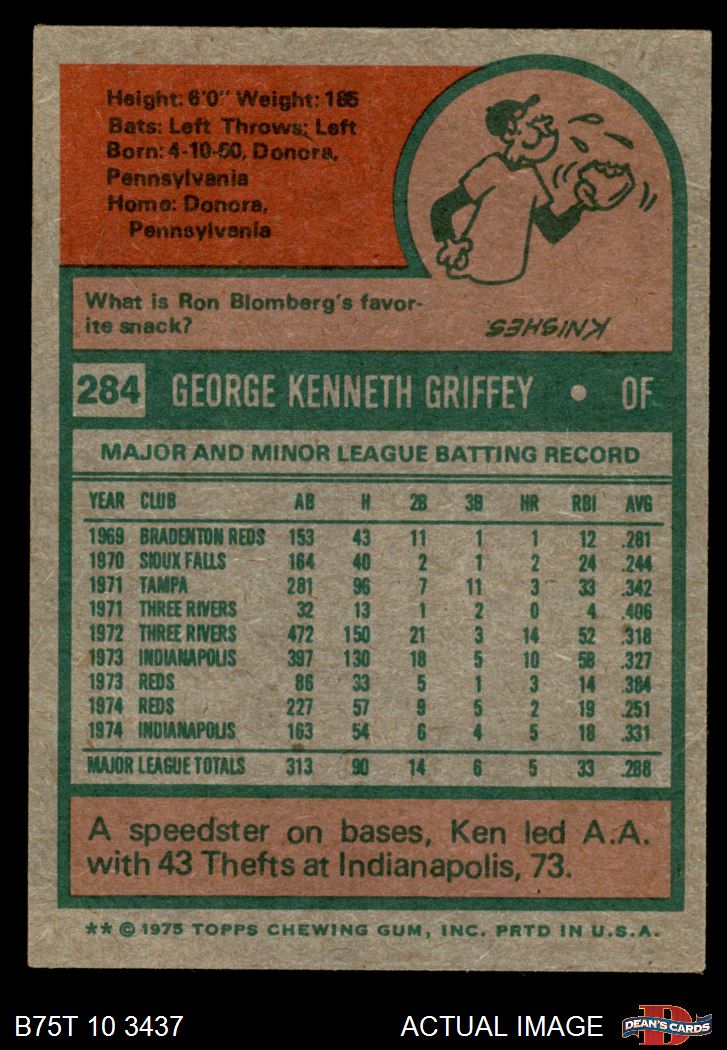 Height: 6'0" Weight: 185
Bats: Left Throws: Left
Born: 4-10-50, Donora,
Pennsylvania
Home: Donora,
Pennsylvania
What is Ron Blomberg's favor-
ite snack?
KNISHES.
284 GEORGE KENNETH GRIFFEY • OF
MAJOR AND MINOR LEAGUE BATTING RECORD
YEAR CLUB AB H 2B 3B HR RBI AVG
1969 BRADENTON REDS 153 43 11 1 1 12 .281
1970 SIOUX FALLS 164 40 2 1 2 24 .244
1971 TAMPA 281 96 7 11 3 33 .342
1971 THREE RIVERS 32 13 1 2 0 4 .406
1972 THREE RIVERS 472 150 21 3 14 52 .318
1973 INDIANAPOLIS 397 130 18 5 10 58 .327
1973 REDS 86 33 5 1 3 14 .384
1974 REDS 227 57 9 5 2 19 .251
1974 INDIANAPOLIS 163 54 6 4 5 18 .331
MAJOR LEAGUE TOTALS 313 90 14 6 5 33 .288
A speedster on bases, Ken led A.A.
with 43 Thefts at Indianapolis, 73.
** © 1975 TOPPS CHEWING GUM, INC. PRTD IN U.S.A.
B75T 10 3437 ACTUAL IMAGE D DEAN'S CARDS